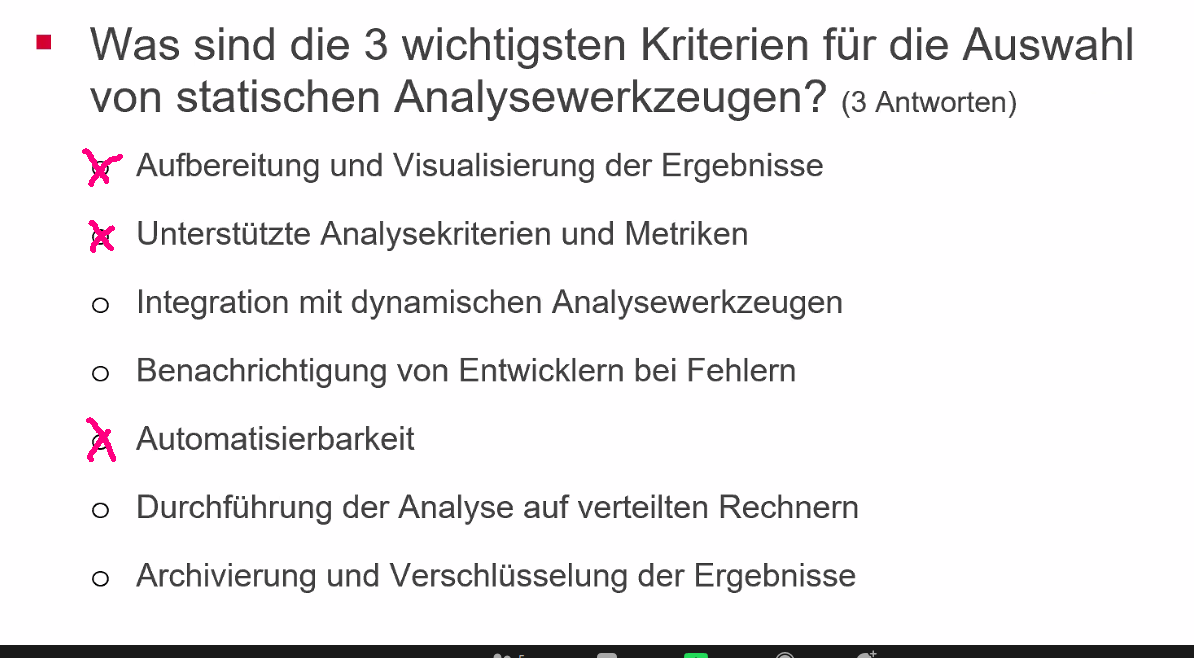 Was sind die 3 wichtigsten Kriterien für die Auswahl
von statischen Analysewerkzeugen? (3 Antworten)
Aufbereitung und Visualisierung der Ergebnisse
Unterstützte Analysekriterien und Metriken
Integration mit dynamischen Analysewerkzeugen
Benachrichtigung von Entwicklern bei Fehlern
Automatisierbarkeit
Durchführung der Analyse auf verteilten Rechnern
Archivierung und Verschlüsselung der Ergebnisse